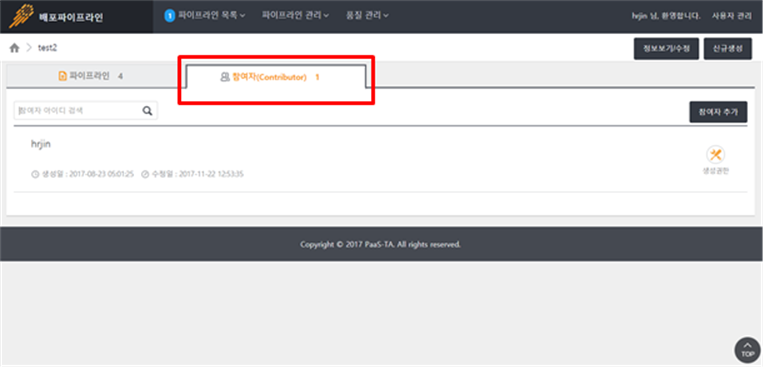 배포파이프라인
1 파이프라인 목록 파이프라인 관리 품질 관리 hrjin 님, 환영합니다. 사용자 관리
test2 정보보기/수정 신규생성
파이프라인 4 참여자(Contributor) 1
참여자 아이디 검색 참여자 추가
hrjin
생성일 : 2017-08-23 05:01:25 수정일 : 2017-11-22 12:53:35 생성권한
Copyright © 2017 PaaS-TA. All rights reserved.
TOP